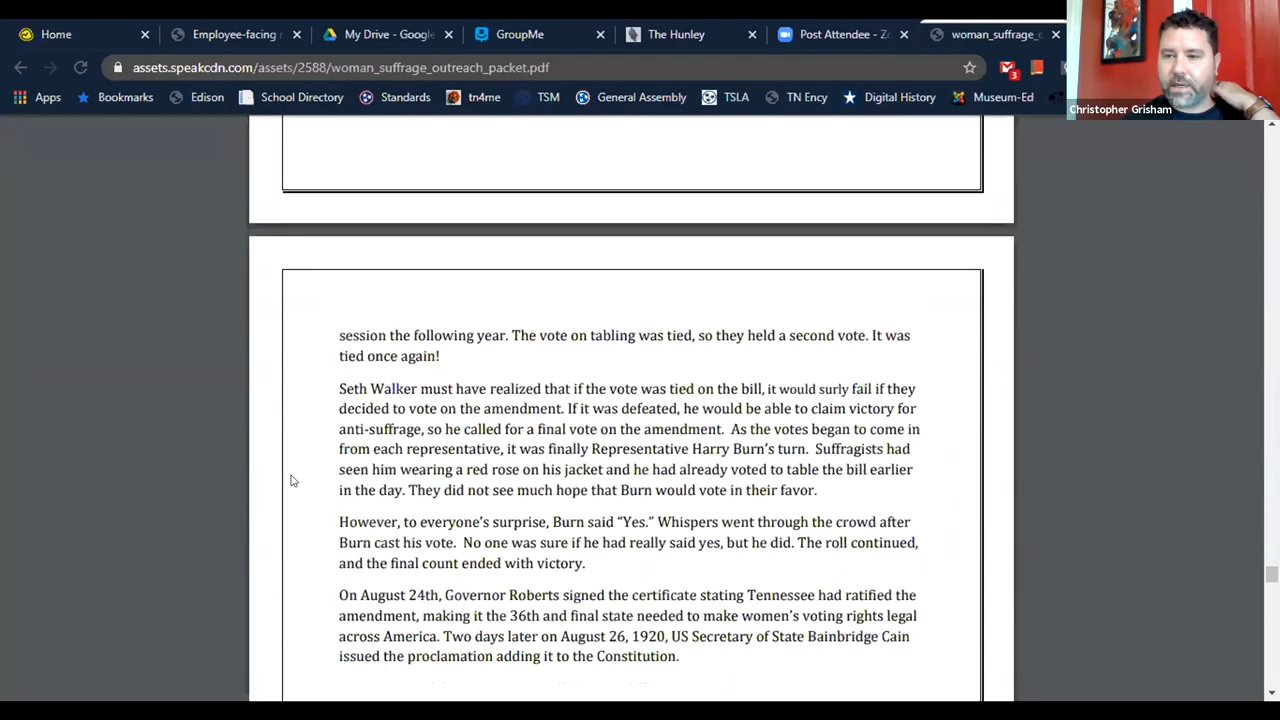 Home
Employee-facing r
My Drive - Google
GroupMe
The Hunley
Post Attendee - Zo
woman_suffrage_o
assets.speakcdn.com/assets/2588/woman_suffrage_outreach_packet.pdf
3
Apps
Bookmarks
Edison
School Directory
Standards
tn4me
TSM
General Assembly
TSLA
TN Ency
Digital History
Museum-Ed
Christopher Grisham
session the following year. The vote on tabling was tied, so they held a second vote. It was
tied once again!
Seth Walker must have realized that if the vote was tied on the bill, it would surly fail if they
decided to vote on the amendment. If it was defeated, he would be able to claim victory for
anti-suffrage, so he called for a final vote on the amendment. As the votes began to come in
from each representative, it was finally Representative Harry Burn's turn. Suffragists had
seen him wearing a red rose on his jacket and he had already voted to table the bill earlier
in the day. They did not see much hope that Burn would vote in their favor.
However, to everyone's surprise, Burn said “Yes.” Whispers went through the crowd after
Burn cast his vote. No one was sure if he had really said yes, but he did. The roll continued,
and the final count ended with victory.
On August 24th, Governor Roberts signed the certificate stating Tennessee had ratified the
amendment, making it the 36th and final state needed to make women's voting rights legal
across America. Two days later on August 26, 1920, US Secretary of State Bainbridge Cain
issued the proclamation adding it to the Constitution.